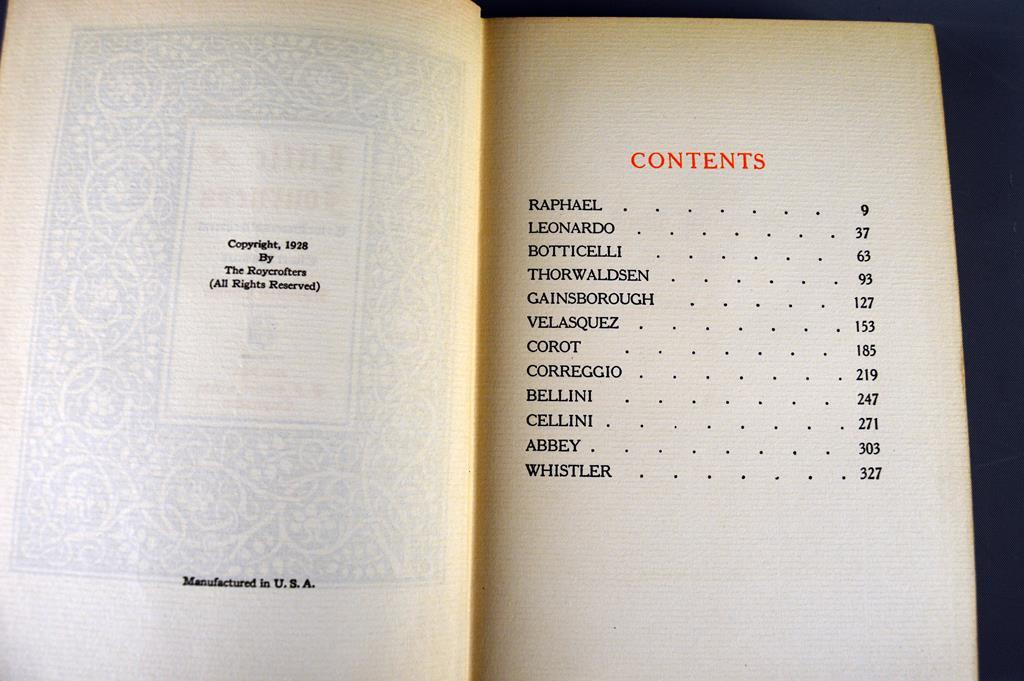 Copyright, 1928
By
The Roycrofters
(All Rights Reserved)
Manufactured in U. S. A.
CONTENTS
RAPHAEL . . . . . . . 9
LEONARDO . . . . . . . 37
BOTTICELLI . . . . . . 63
THORWALDSEN . . . . . . 93
GAINSBOROUGH . . . . . 127
VELASQUEZ . . . . . . . 153
COROT . . . . . . . 185
CORREGGIO . . . . . . . 219
BELLINI . . . . . . . 247
CELLINI . . . . . . . . 271
ABBEY . . . . . . . . 303
WHISTLER . . . . . . . 327